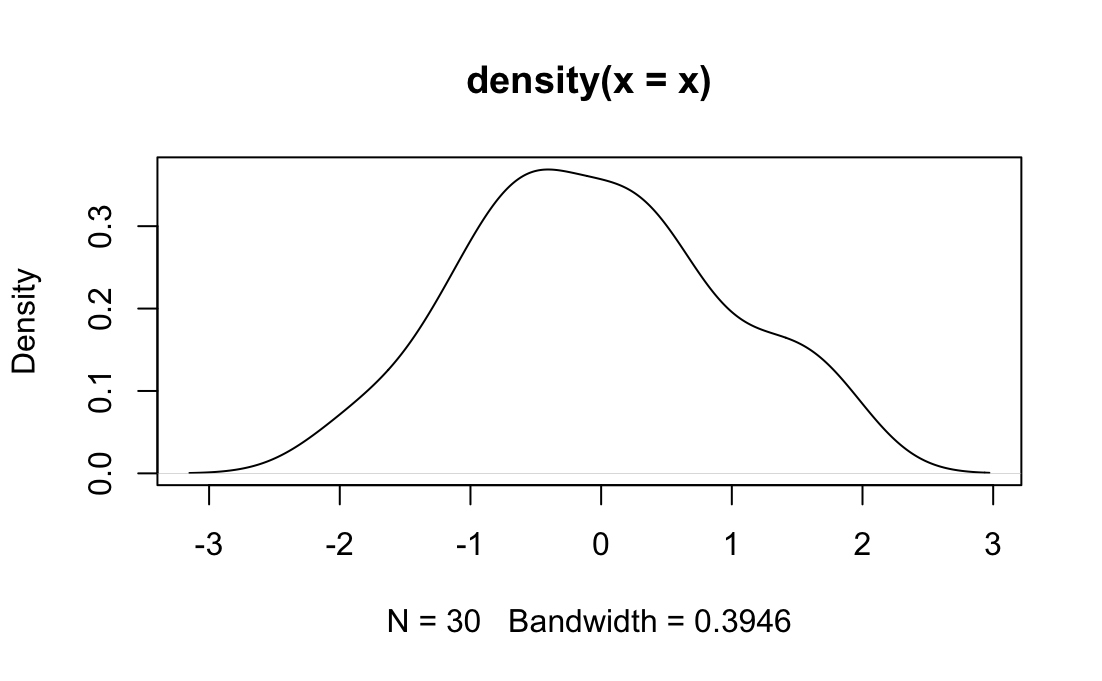 density(x = x)
Density
0.3
0.2
0.1
0.0
-3 -2 -1 0 1 2 3
N = 30 Bandwidth = 0.3946